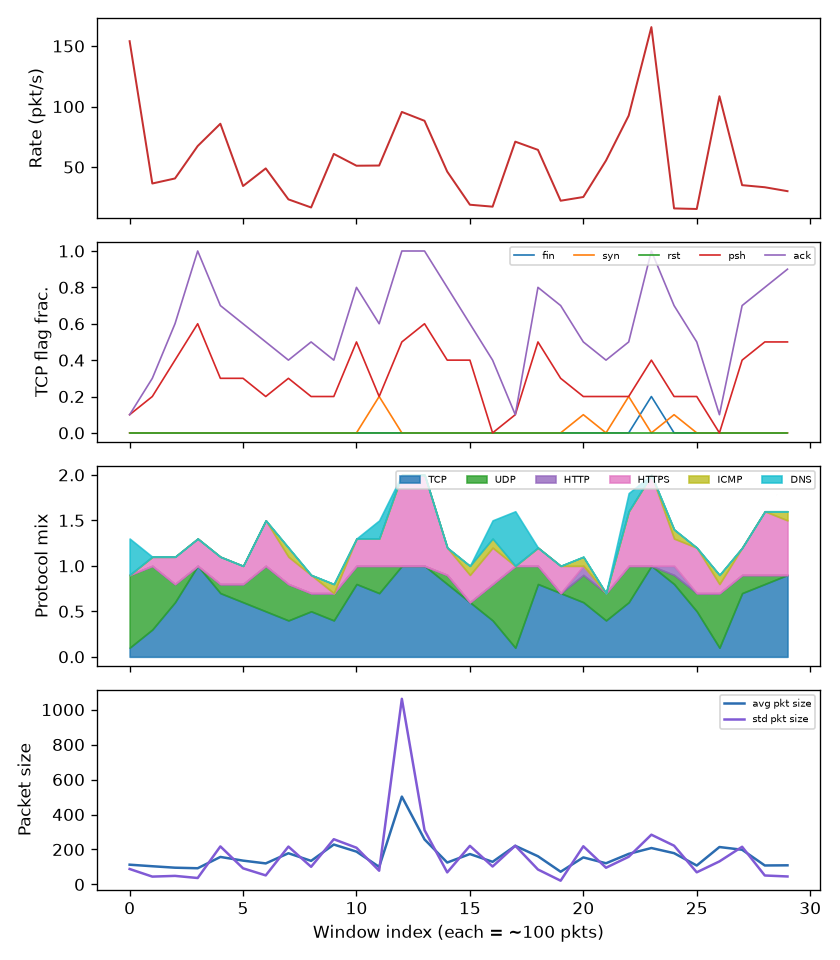 Rate (pkt/s)
150
100
50
TCP flag frac.
1.0
0.8
0.6
0.4
0.2
0.0
fin syn rst psh ack
Protocol mix
2.0
1.5
1.0
0.5
0.0
TCP UDP HTTP HTTPS ICMP DNS
Packet size
1000
800
600
400
200
0
avg pkt size
std pkt size
0 5 10 15 20 25 30
Window index (each = ~100 pkts)